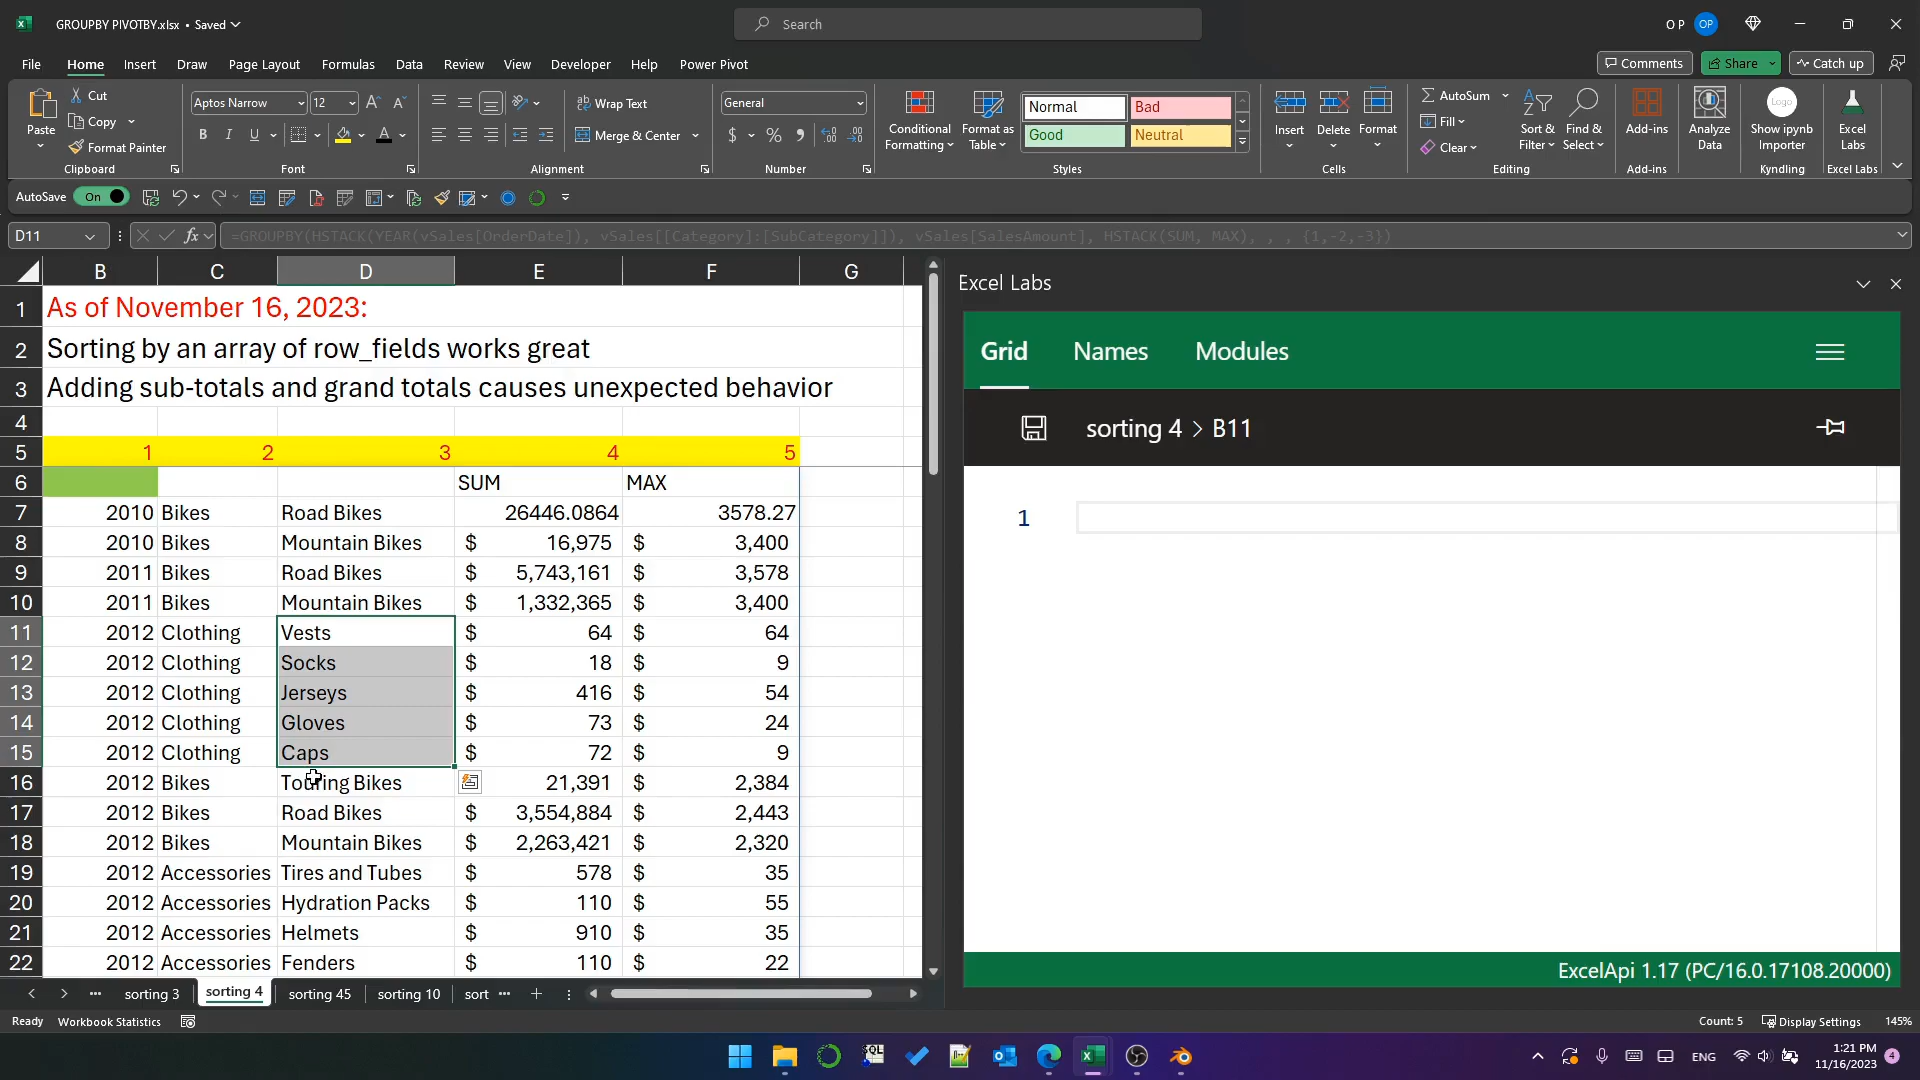 GROUPBY PIVOTBY.xlsx • Saved
Search
O P
OP
File
Home
Insert
Draw
Page Layout
Formulas
Data
Review
View
Developer
Help
Power Pivot
Comments
Share
Catch up
Paste
Cut
Copy
Format Painter
Clipboard
Aptos Narrow
12
B I U
Font
Wrap Text
Merge & Center
Alignment
General
$ % ,
Number
Conditional Formatting
Format as Table
Normal
Bad
Good
Neutral
Styles
Insert
Delete
Format
Cells
AutoSum
Fill
Clear
Sort & Filter
Find & Select
Editing
Add-ins
Add-ins
Analyze Data
Logo
Show ipynb Importer
Kyndling
Excel Labs
Excel Labs
AutoSave
On
D11
fx
=GROUPBY(HSTACK(YEAR(vSales[OrderDate]), vSales[[Category]:[SubCategory]]), vSales[SalesAmount], HSTACK(SUM, MAX), , , {1,-2,-3})
B C D E F G
1 As of November 16, 2023:
2 Sorting by an array of row_fields works great
3 Adding sub-totals and grand totals causes unexpected behavior
4
5 1 2 3 4 5
6 SUM MAX
7 2010 Bikes Road Bikes 26446.0864 3578.27
8 2010 Bikes Mountain Bikes $ 16,975 $ 3,400
9 2011 Bikes Road Bikes $ 5,743,161 $ 3,578
10 2011 Bikes Mountain Bikes $ 1,332,365 $ 3,400
11 2012 Clothing Vests $ 64 $ 64
12 2012 Clothing Socks $ 18 $ 9
13 2012 Clothing Jerseys $ 416 $ 54
14 2012 Clothing Gloves $ 73 $ 24
15 2012 Clothing Caps $ 72 $ 9
16 2012 Bikes Touring Bikes $ 21,391 $ 2,384
17 2012 Bikes Road Bikes $ 3,554,884 $ 2,443
18 2012 Bikes Mountain Bikes $ 2,263,421 $ 2,320
19 2012 Accessories Tires and Tubes $ 578 $ 35
20 2012 Accessories Hydration Packs $ 110 $ 55
21 2012 Accessories Helmets $ 910 $ 35
22 2012 Accessories Fenders $ 110 $ 22
Excel Labs
Grid
Names
Modules
sorting 4 > B11
1
ExcelApi 1.17 (PC/16.0.17108.20000)
sorting 3
sorting 4
sorting 45
sorting 10
sort
Ready
Workbook Statistics
Count: 5
Display Settings
145%
SQL
ENG
1:21 PM
11/16/2023
4